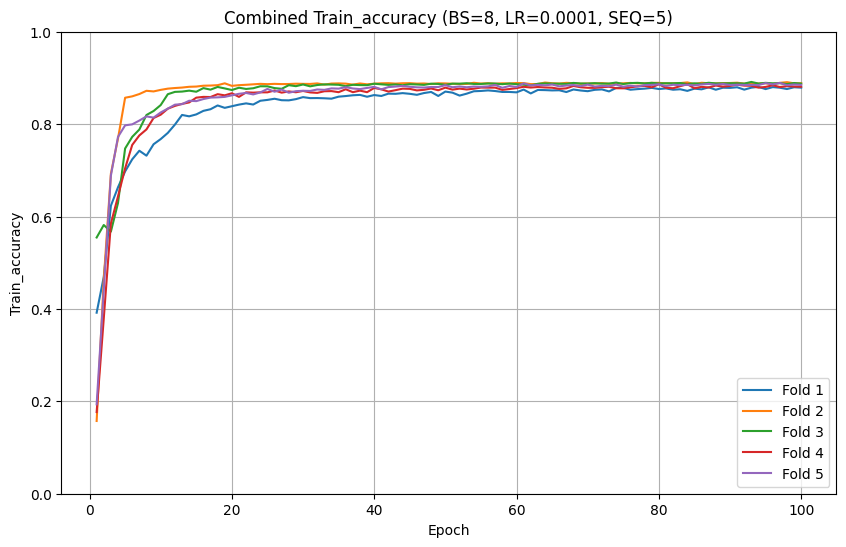 Combined Train_accuracy (BS=8, LR=0.0001, SEQ=5)
1.0
0.8
0.6
0.4
0.2
0.0
Train_accuracy
0 20 40 60 80 100
Epoch
Fold 1
Fold 2
Fold 3
Fold 4
Fold 5